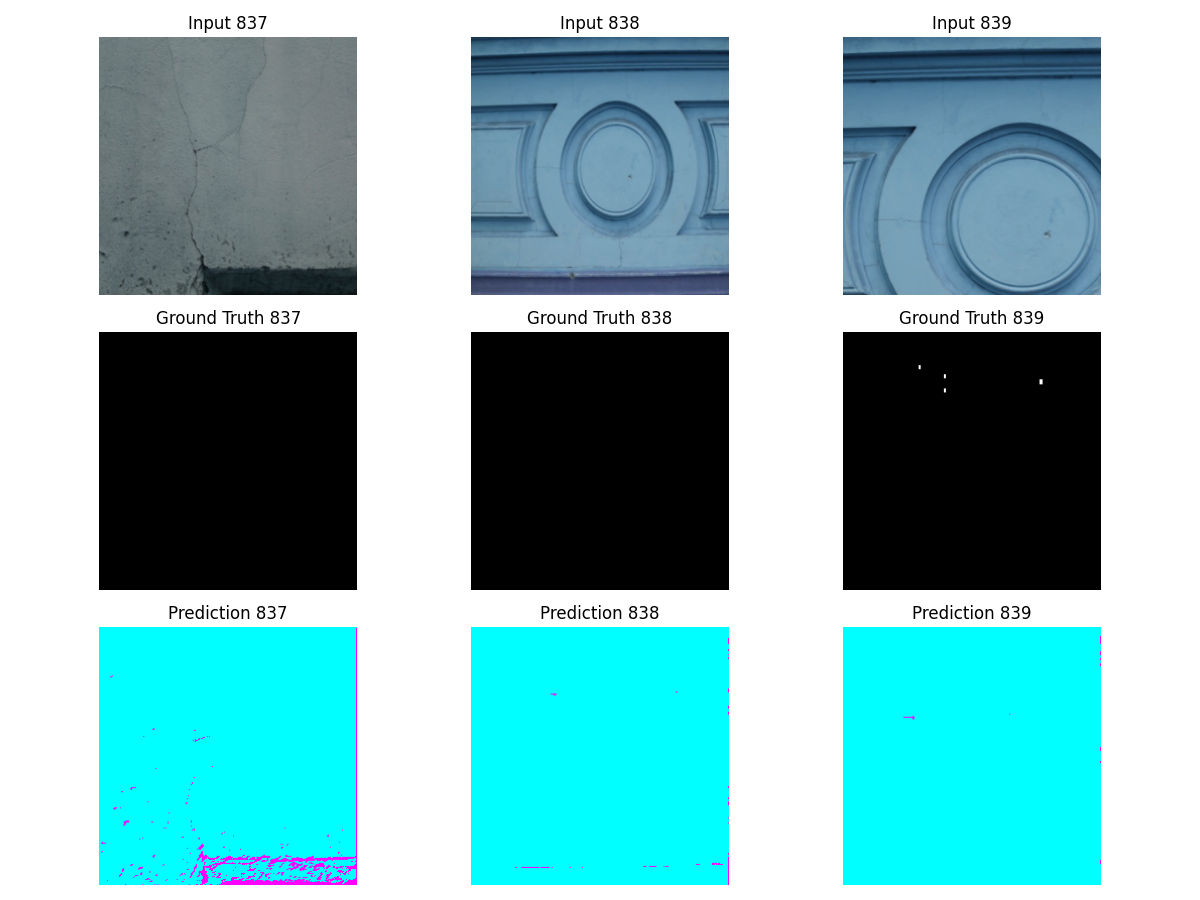 Input 837
Input 838
Input 839
Ground Truth 837
Ground Truth 838
Ground Truth 839
Prediction 837
Prediction 838
Prediction 839